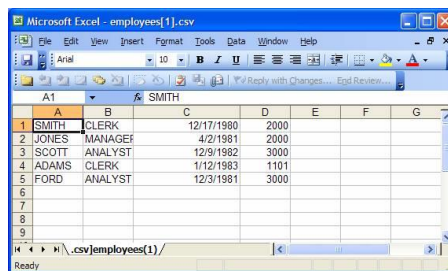 Microsoft Excel - employees[1].csv
File Edit View Insert Format Tools Data Window Help
Arial 10 B U
Reply with Changes... End Review...
A1 fx SMITH
A B C D E F G
1 SMITH CLERK 12/17/1980 2000
2 JONES MANAGER 4/2/1981 2000
3 SCOTT ANALYST 12/9/1982 3000
4 ADAMS CLERK 1/12/1983 1101
5 FORD ANALYST 12/3/1981 3000
6
7
8
9
.csv]employees(1)
Ready